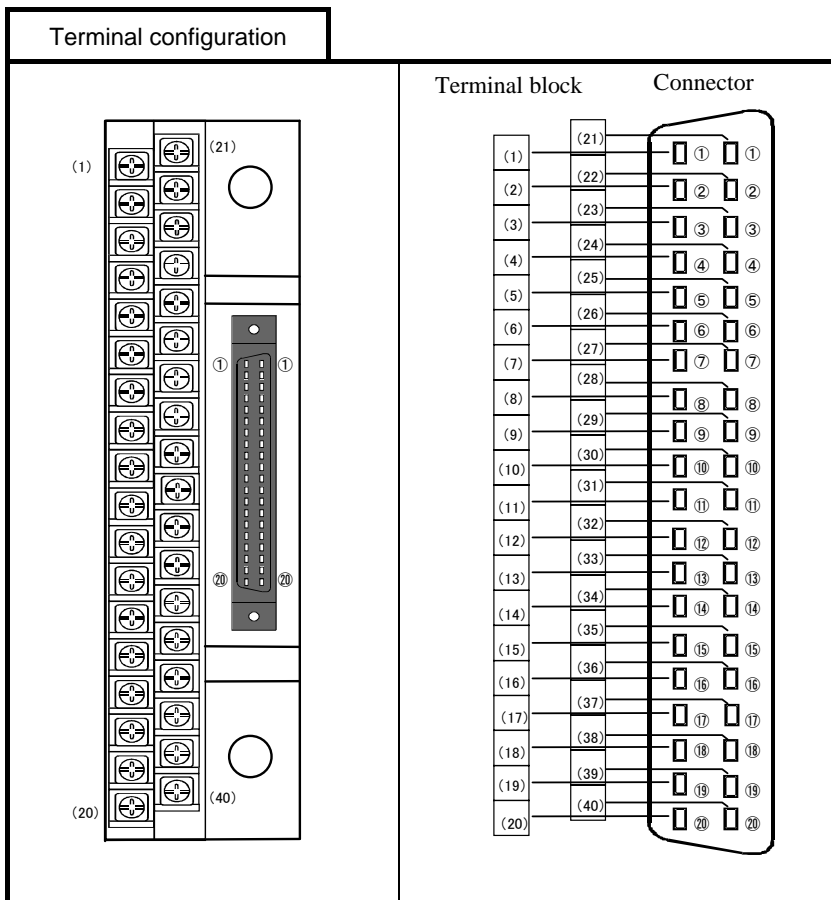 Terminal configuration
(1)
(21)
①
①
⑳
⑳
(20)
(40)
Terminal block Connector
(21)
(1) ① ①
(22)
(2) ② ②
(23)
(3) ③ ③
(24)
(4) ④ ④
(25)
(5) ⑤ ⑤
(26)
(6) ⑥ ⑥
(27)
(7) ⑦ ⑦
(28)
(8) ⑧ ⑧
(29)
(9) ⑨ ⑨
(30)
(10) ⑩ ⑩
(31)
(11) ⑪ ⑪
(32)
(12) ⑫ ⑫
(33)
(13) ⑬ ⑬
(34)
(14) ⑭ ⑭
(35)
(15) ⑮ ⑮
(36)
(16) ⑯ ⑯
(37)
(17) ⑰ ⑰
(38)
(18) ⑱ ⑱
(39)
(19) ⑲ ⑲
(40)
(20) ⑳ ⑳